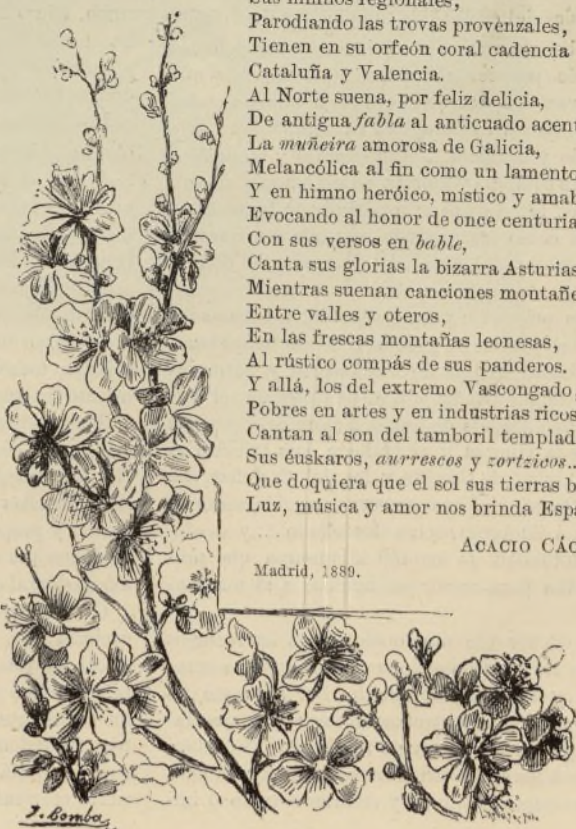 Sus himnos regionales,
Parodiando las trovas provenzales,
Tienen en su orfeón coral cadencia
Cataluña y Valencia.
Al Norte suena, por feliz delicia,
De antigua fabla al anticuado acen
La muñeira amorosa de Galicia,
Melancólica al fin como un lamento
Y en himno heróico, místico y amab
Evocando al honor de once centuria
Con sus versos en bable,
Canta sus glorias la bizarra Asturias
Mientras suenan canciones montañe
Entre valles y oteros,
En las frescas montañas leonesas,
Al rústico compás de sus panderos.
Y allá, los del extremo Vascongado
Pobres en artes y en industrias ricos
Cantan al son del tamboril templad
Sus éuskaros, aurrescos y zortzicos...
Que doquiera que el sol sus tierras b
Luz, música y amor nos brinda Espa
ACACIO CÁC
Madrid, 1889.
J. Bomba